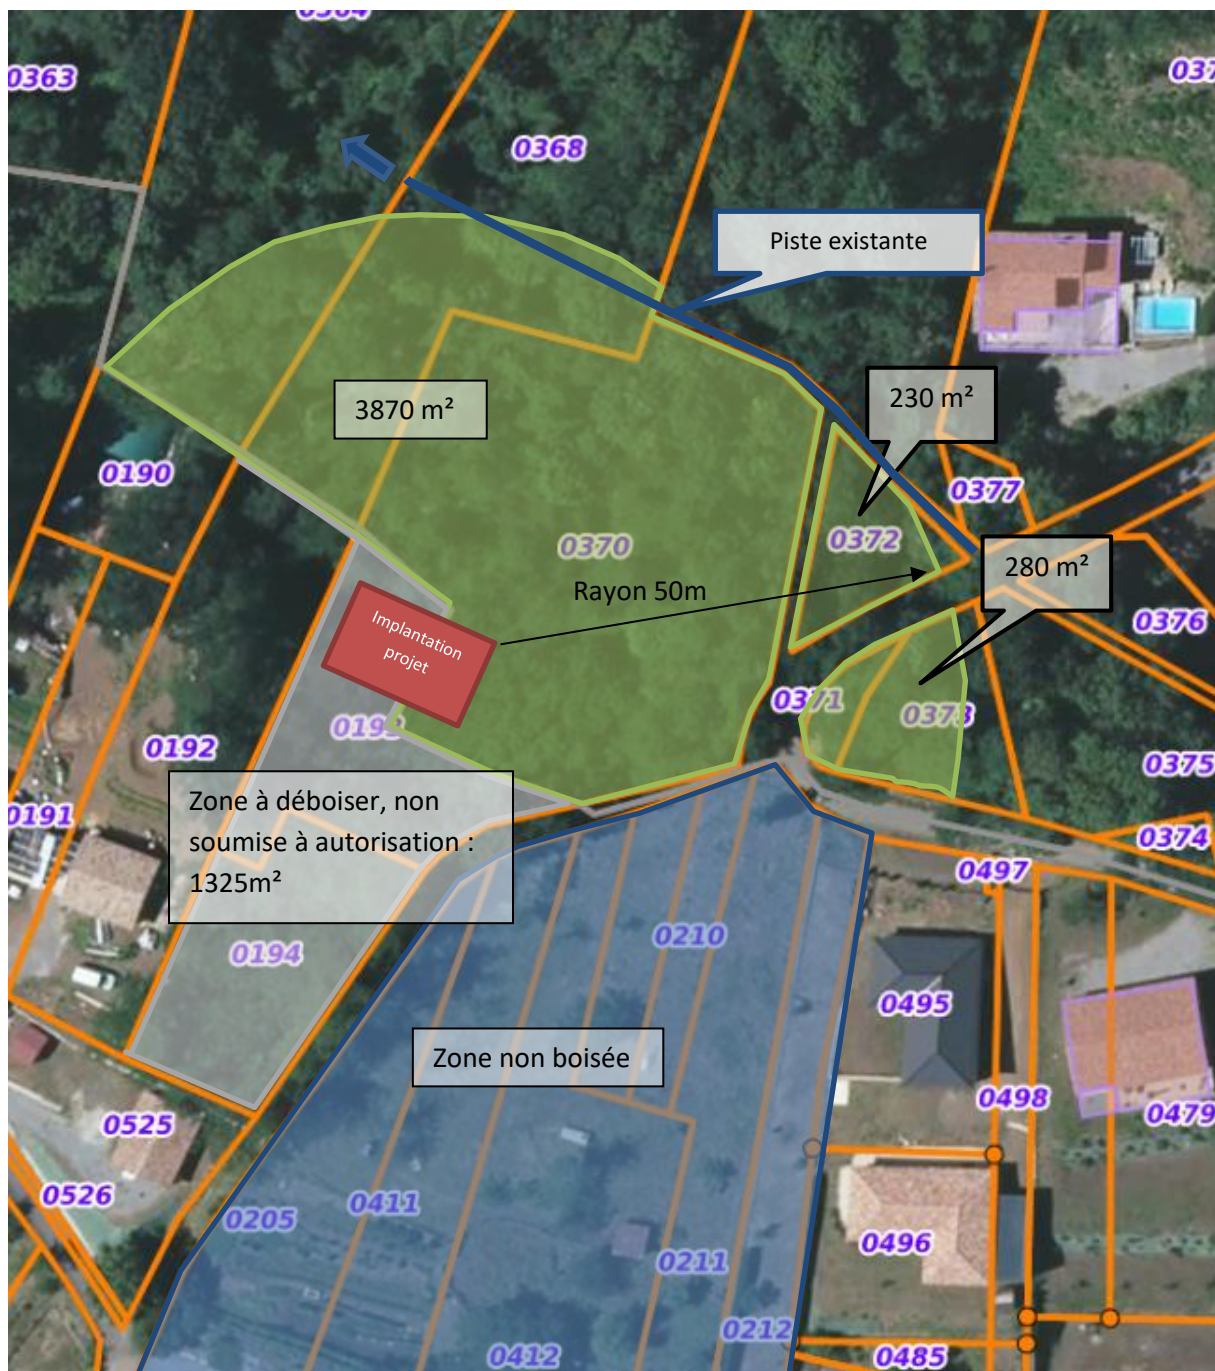 0363
0368
Piste existante
230 m²
3870 m²
0190
0377
0370
0372
280 m²
Rayon 50m
Implantation
projet
0376
0371
0192
0375
Zone à déboiser, non
soumise à autorisation :
1325m²
0191
0374
0497
0210
0194
0495
Zone non boisée
0498
0525
0479
0526
0411
0205
0496
0211
0212
0412
0485